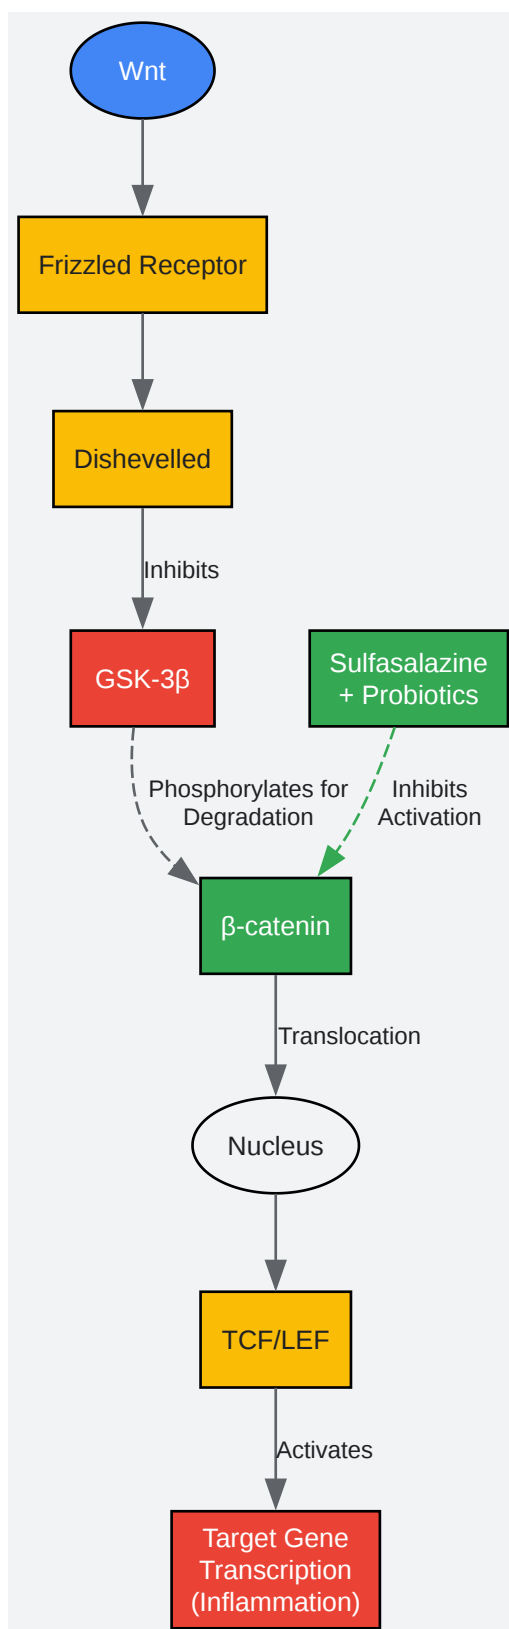 Wnt
Frizzled Receptor
Dishevelled
Inhibits
GSK-3β
Sulfasalazine
+ Probiotics
Phosphorylates for
Degradation
Inhibits
Activation
β-catenin
Translocation
Nucleus
TCF/LEF
Activates
Target Gene
Transcription
(Inflammation)